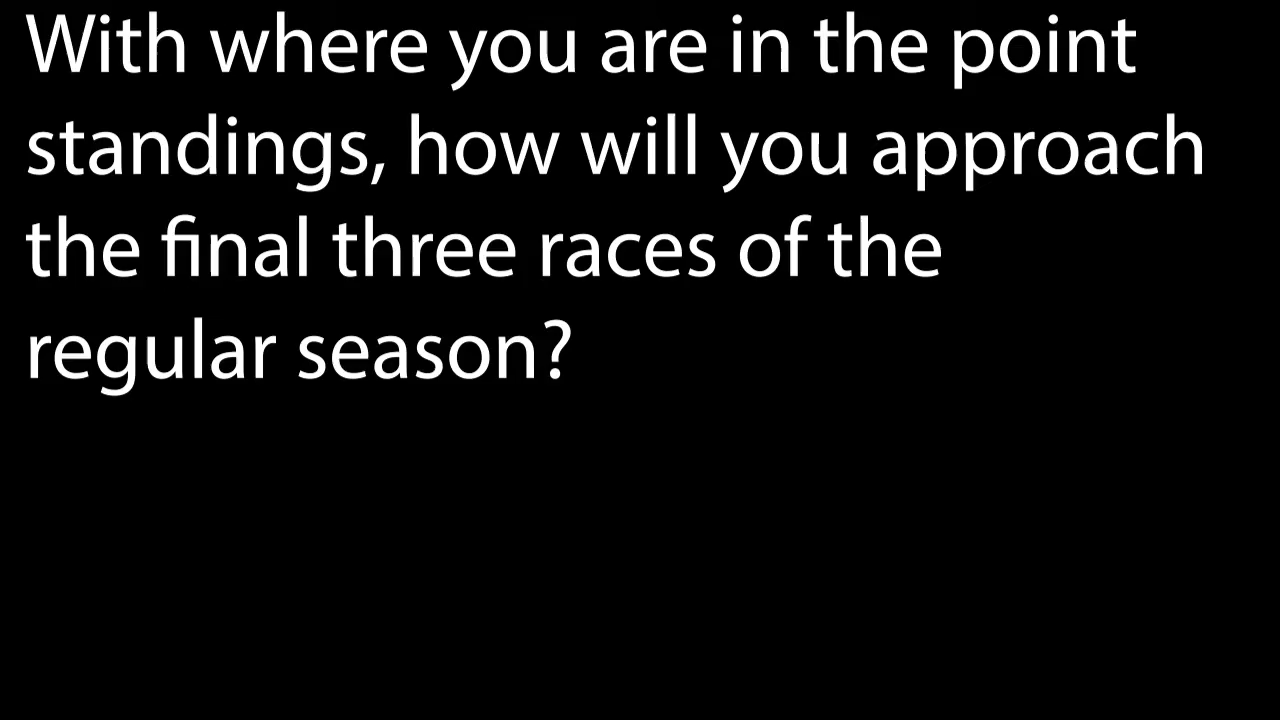 With where you are in the point
standings, how will you approach
the final three races of the
regular season?